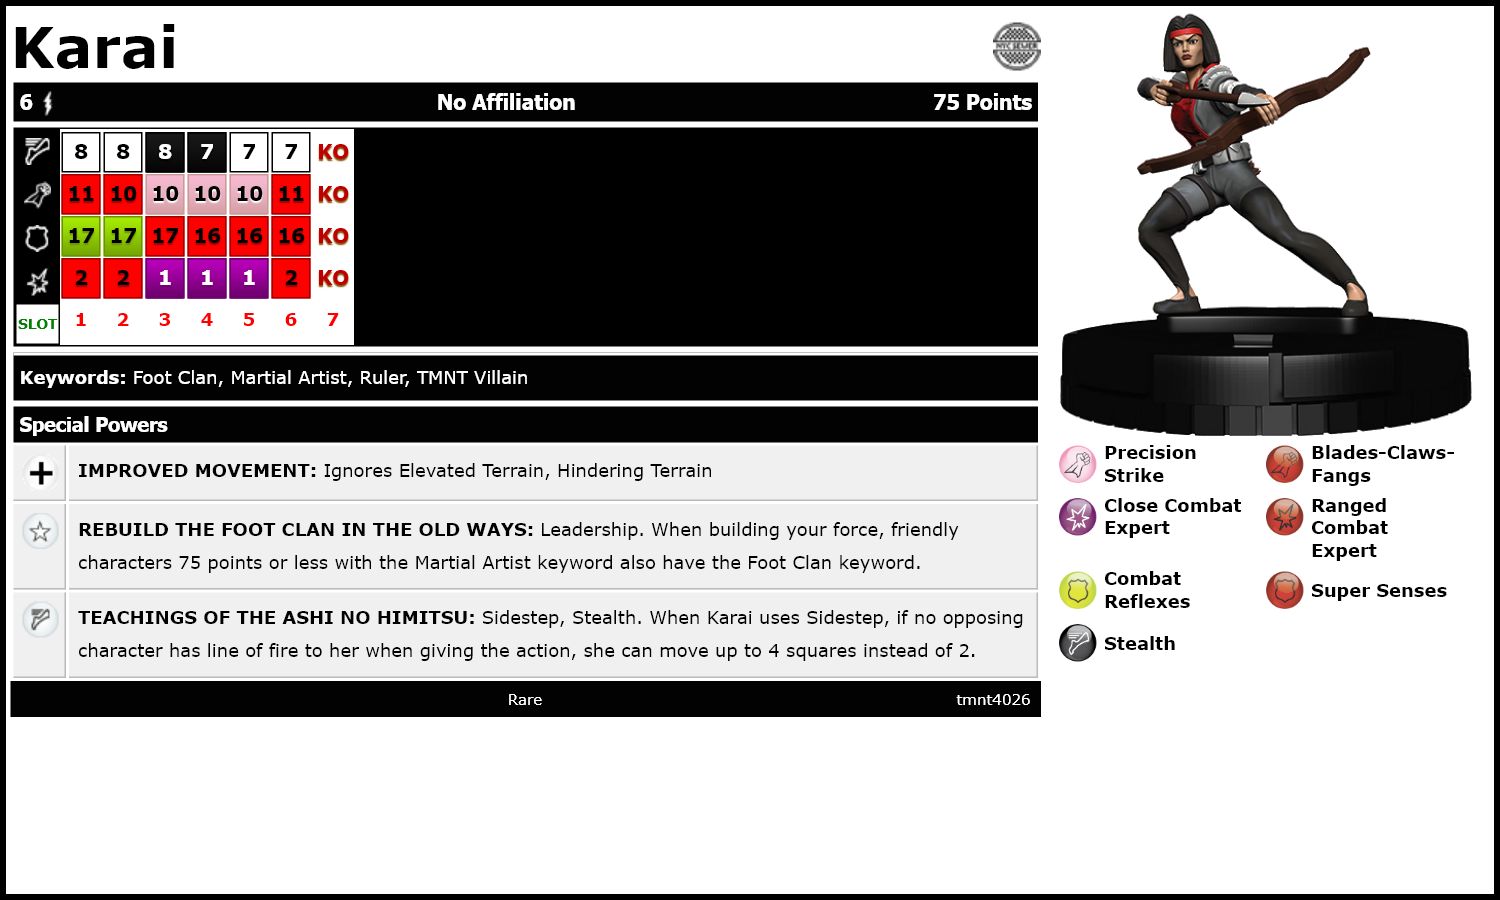 Karai
NYC SEWER
6 No Affiliation 75 Points
8 8 8 7 7 7 KO
11 10 10 10 10 11 KO
17 17 17 16 16 16 KO
2 2 1 1 1 2 KO
SLOT 1 2 3 4 5 6 7
Keywords: Foot Clan, Martial Artist, Ruler, TMNT Villain
Special Powers
IMPROVED MOVEMENT: Ignores Elevated Terrain, Hindering Terrain
REBUILD THE FOOT CLAN IN THE OLD WAYS: Leadership. When building your force, friendly
characters 75 points or less with the Martial Artist keyword also have the Foot Clan keyword.
TEACHINGS OF THE ASHI NO HIMITSU: Sidestep, Stealth. When Karai uses Sidestep, if no opposing
character has line of fire to her when giving the action, she can move up to 4 squares instead of 2.
Rare tmnt4026
Precision
Strike
Blades-Claws-
Fangs
Close Combat
Expert
Ranged
Combat
Expert
Combat
Reflexes
Super Senses
Stealth